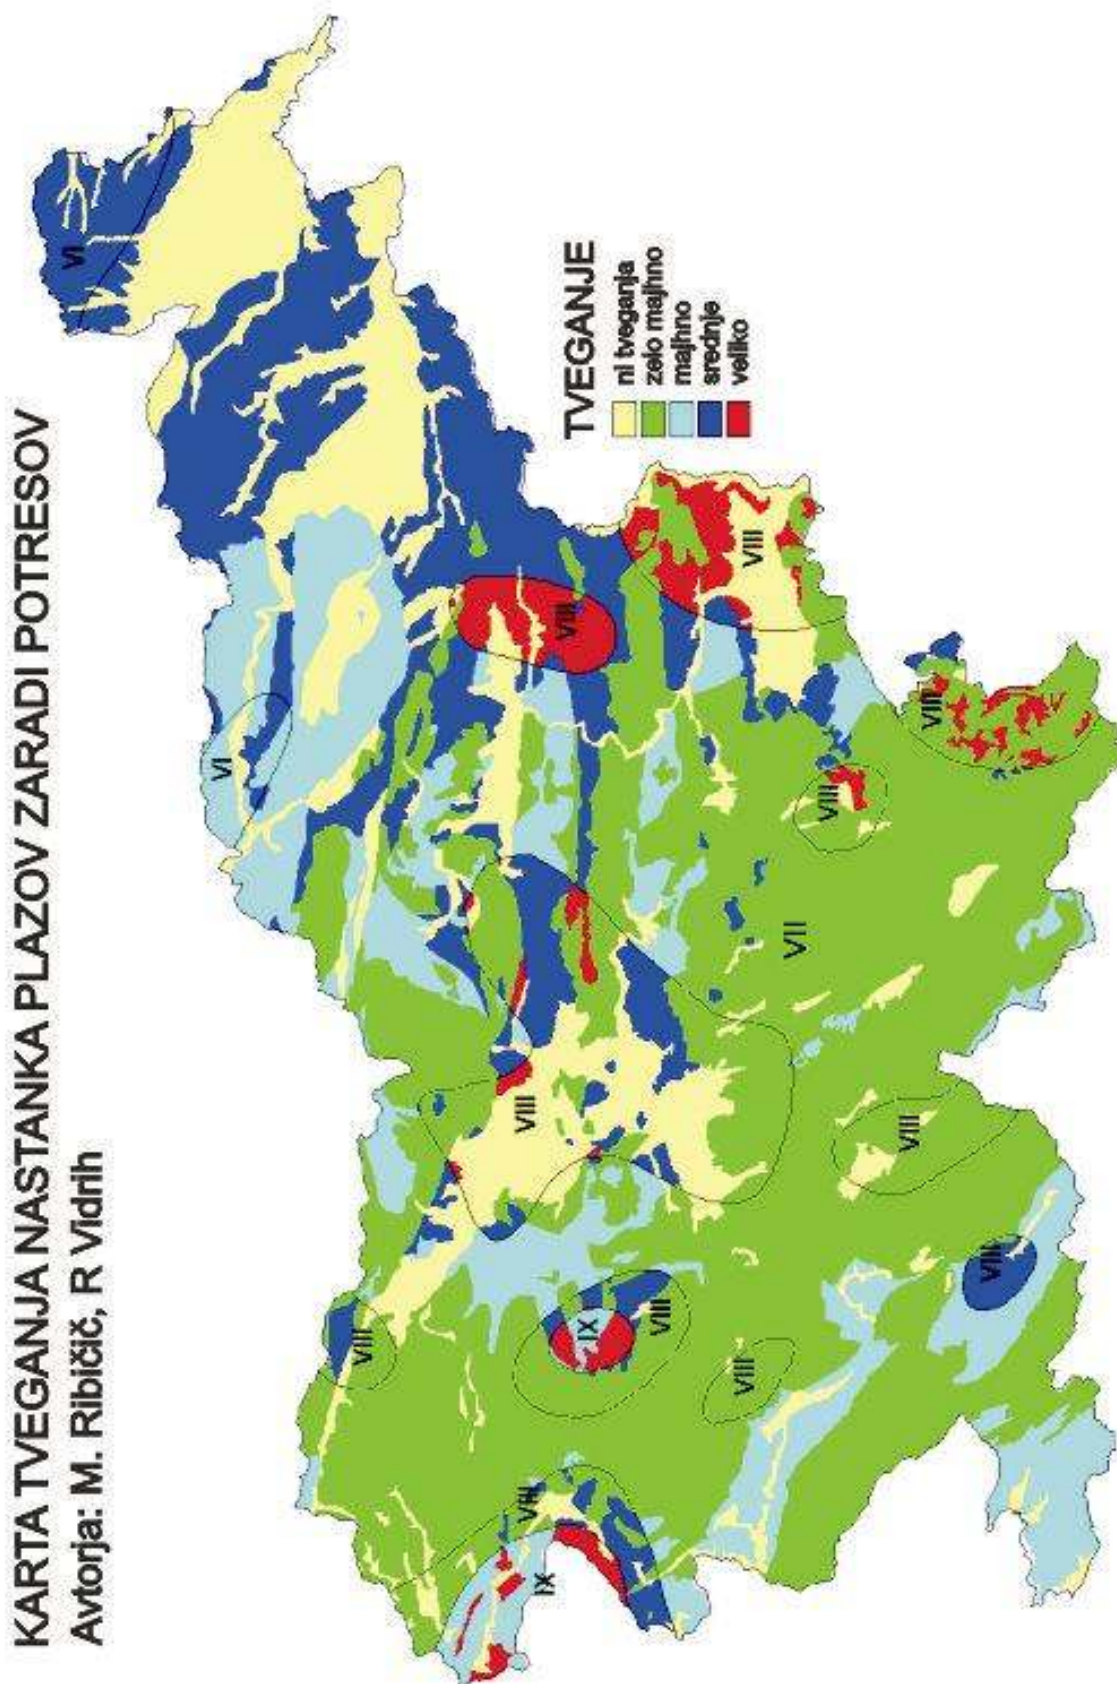 KARTA TVEGANJA NASTANKA PLAZOV ZARADI POTRESOV
Avtorja: M. Ribičič, R Vidrih
VI
VI
VIII
VIII
VIII
VIII
VIII
VII
VIII
VIII
VIII
IX
VIII
VIII
VIII
VIII
IX
TVEGANJE
ni tveganja
zelo majhno
majhno
srednje
veliko